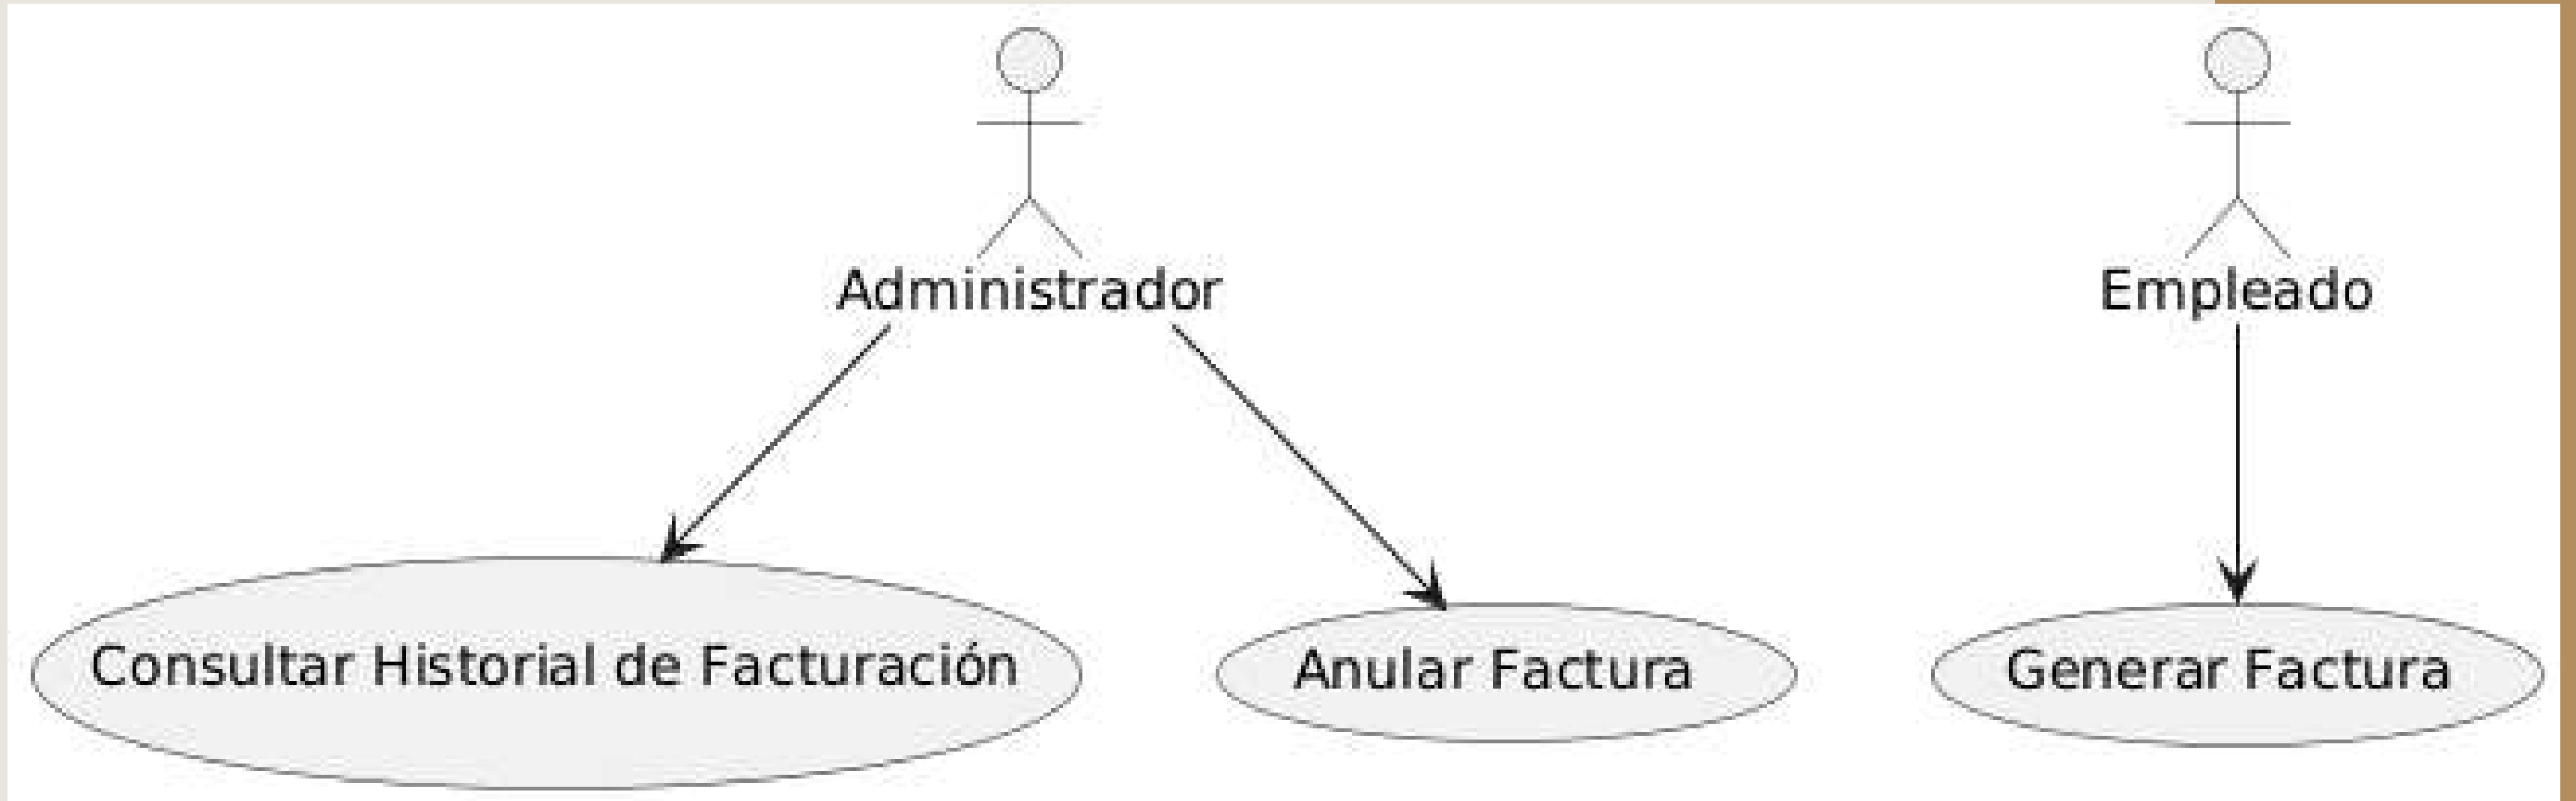 Administrador
Empleado
Consultar Historial de Facturación
Anular Factura
Generar Factura